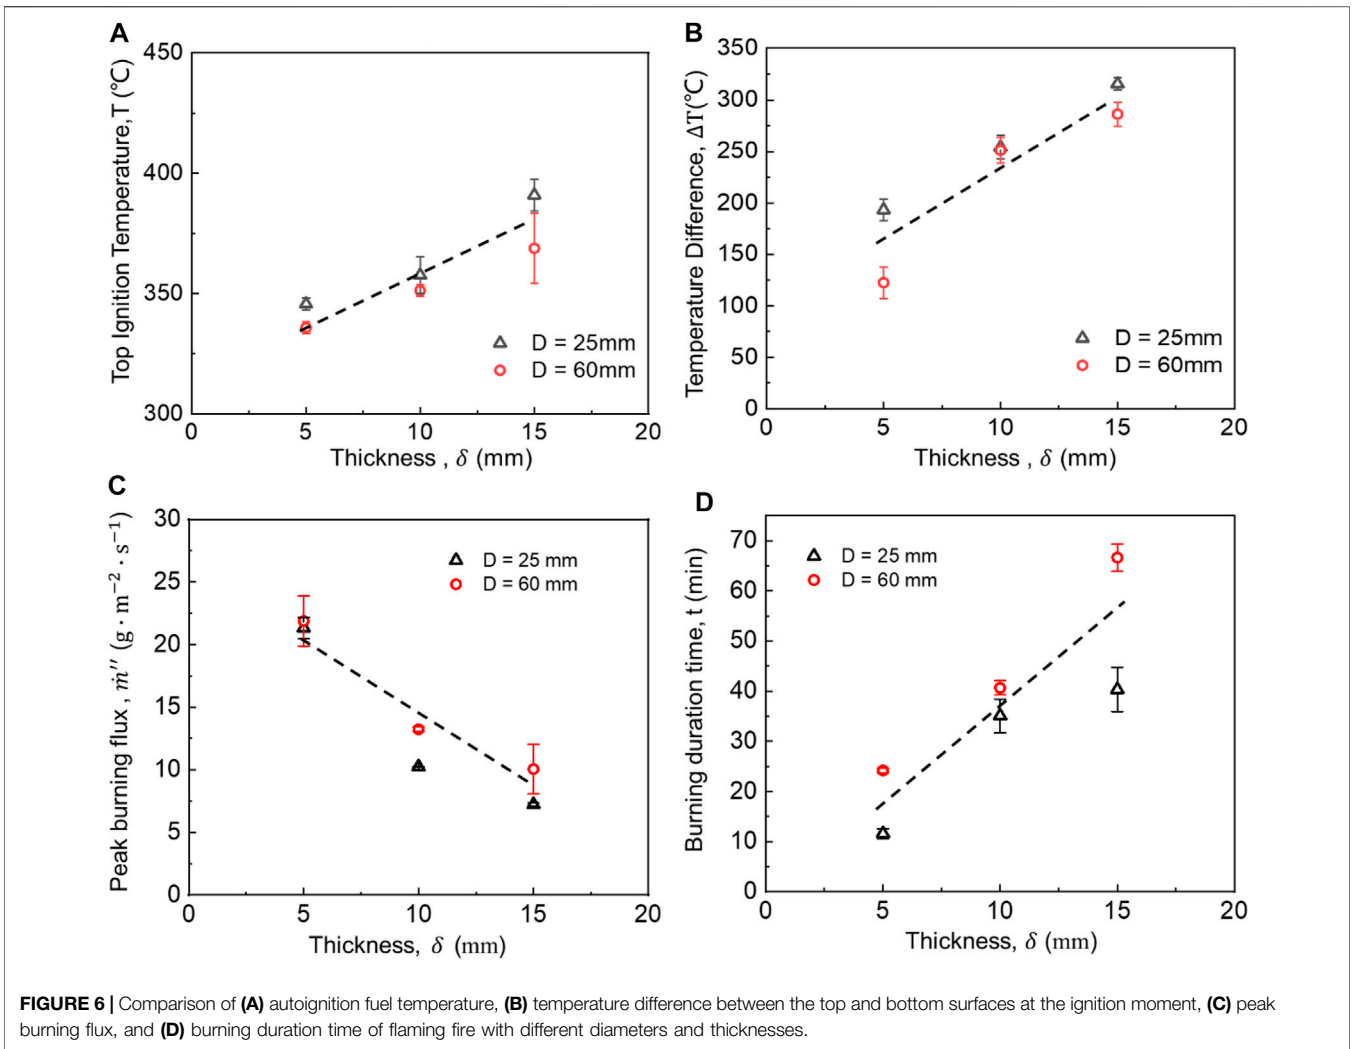 A
450
400
350
300
0
5
10
15
20
Top Ignition Temperature,T (℃)
Thickness , δ (mm)
D = 25mm
D = 60mm
B
350
300
250
200
150
100
50
0
0
5
10
15
20
Temperature Difference, ΔT(℃)
Thickness , δ (mm)
D = 25mm
D = 60mm
C
30
25
20
15
10
5
0
0
5
10
15
20
Peak burning flux , ṁ″ (g · m⁻² · s⁻¹)
Thickness, δ (mm)
D = 25 mm
D = 60 mm
D
70
60
50
40
30
20
10
0
0
5
10
15
20
Burning duration time, t (min)
Thickness, δ (mm)
D = 25 mm
D = 60 mm
FIGURE 6 | Comparison of (A) autoignition fuel temperature, (B) temperature difference between the top and bottom surfaces at the ignition moment, (C) peak
burning flux, and (D) burning duration time of flaming fire with different diameters and thicknesses.